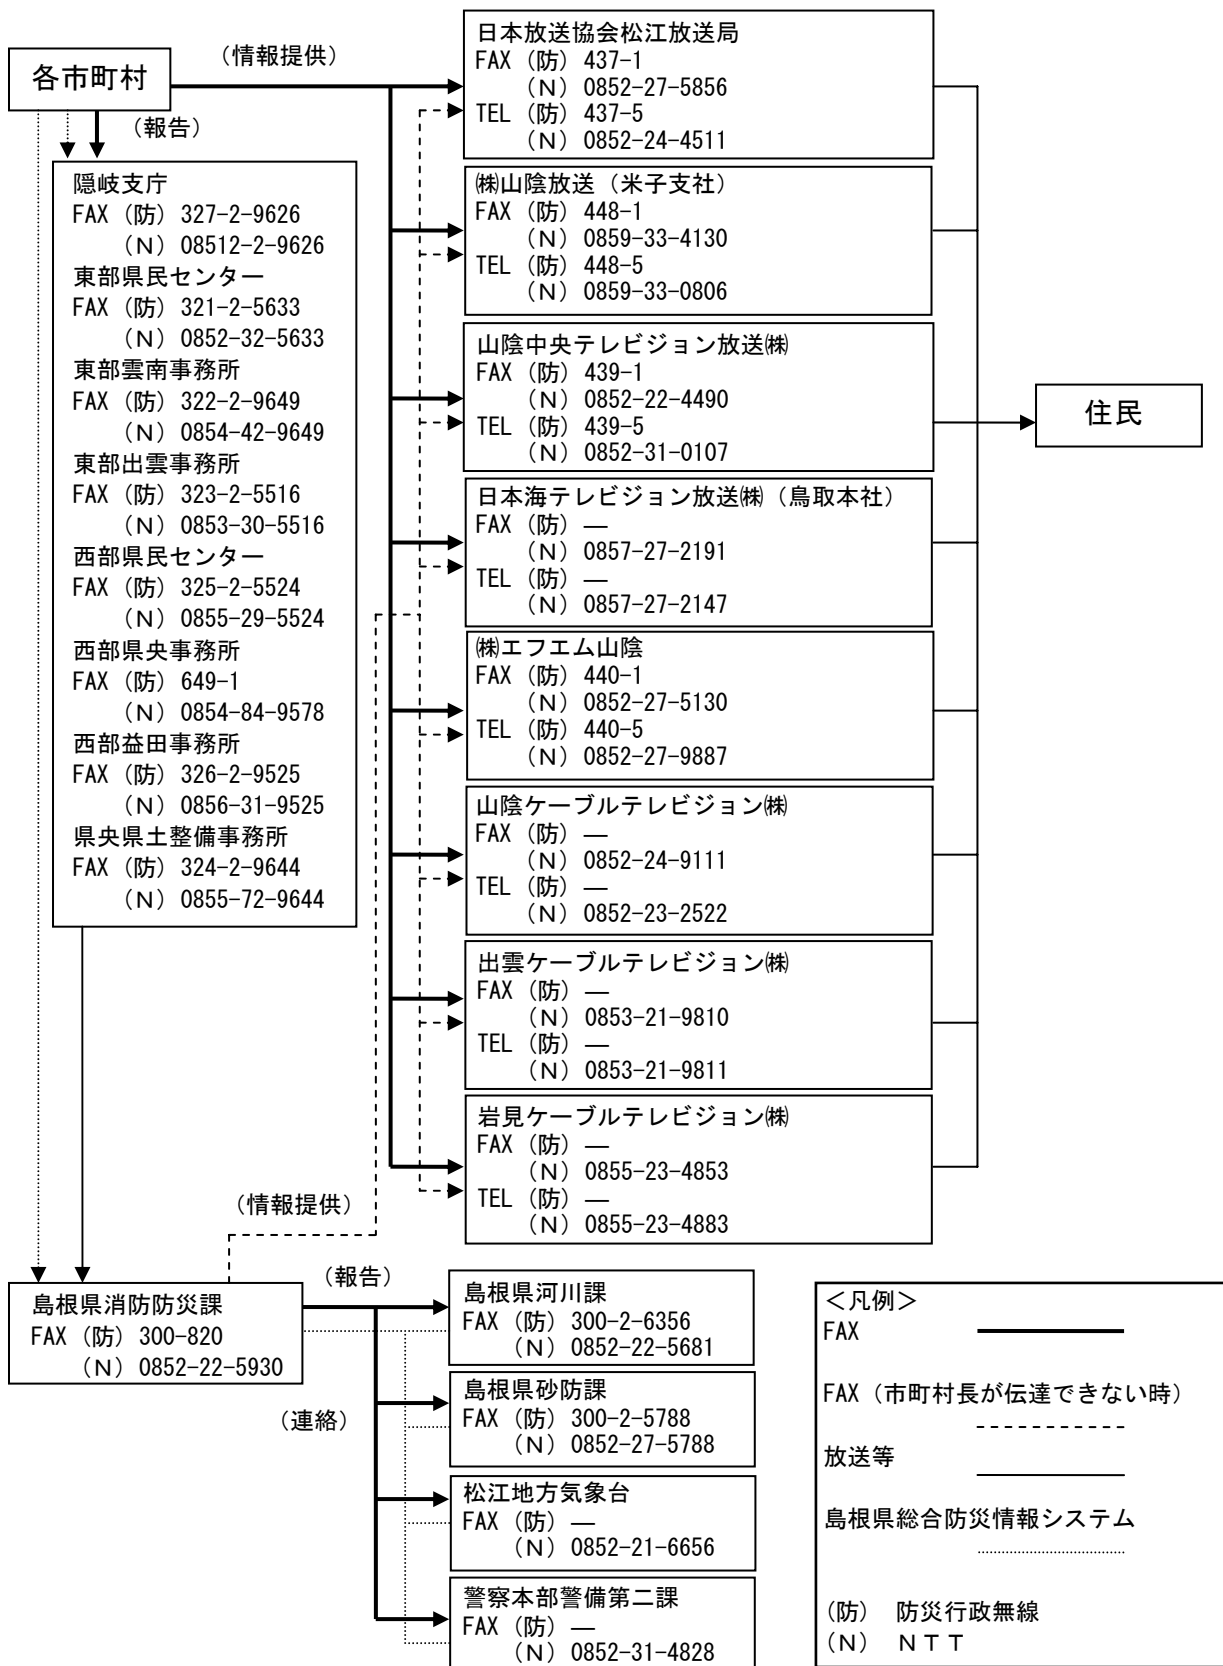 各市町村
（情報提供）
（報告）
隠岐支庁
FAX（防）327-2-9626
（Ｎ）08512-2-9626
東部県民センター
FAX（防）321-2-5633
（Ｎ）0852-32-5633
東部雲南事務所
FAX（防）322-2-9649
（Ｎ）0854-42-9649
東部出雲事務所
FAX（防）323-2-5516
（Ｎ）0853-30-5516
西部県民センター
FAX（防）325-2-5524
（Ｎ）0855-29-5524
西部県央事務所
FAX（防）649-1
（Ｎ）0854-84-9578
西部益田事務所
FAX（防）326-2-9525
（Ｎ）0856-31-9525
県央県土整備事務所
FAX（防）324-2-9644
（Ｎ）0855-72-9644
日本放送協会松江放送局
FAX（防）437-1
（Ｎ）0852-27-5856
TEL（防）437-5
（Ｎ）0852-24-4511
㈱山陰放送（米子支社）
FAX（防）448-1
（Ｎ）0859-33-4130
TEL（防）448-5
（Ｎ）0859-33-0806
山陰中央テレビジョン放送㈱
FAX（防）439-1
（Ｎ）0852-22-4490
TEL（防）439-5
（Ｎ）0852-31-0107
日本海テレビジョン放送㈱（鳥取本社）
FAX（防）―
（Ｎ）0857-27-2191
TEL（防）―
（Ｎ）0857-27-2147
㈱エフエム山陰
FAX（防）440-1
（Ｎ）0852-27-5130
TEL（防）440-5
（Ｎ）0852-27-9887
山陰ケーブルテレビジョン㈱
FAX（防）―
（Ｎ）0852-24-9111
TEL（防）―
（Ｎ）0852-23-2522
出雲ケーブルテレビジョン㈱
FAX（防）―
（Ｎ）0853-21-9810
TEL（防）―
（Ｎ）0853-21-9811
岩見ケーブルテレビジョン㈱
FAX（防）―
（Ｎ）0855-23-4853
TEL（防）―
（Ｎ）0855-23-4883
住民
（情報提供）
島根県消防防災課
FAX（防）300-820
（Ｎ）0852-22-5930
（報告）
（連絡）
島根県河川課
FAX（防）300-2-6356
（Ｎ）0852-22-5681
島根県砂防課
FAX（防）300-2-5788
（Ｎ）0852-27-5788
松江地方気象台
FAX（防）―
（Ｎ）0852-21-6656
警察本部警備第二課
FAX（防）―
（Ｎ）0852-31-4828
＜凡例＞
FAX
FAX（市町村長が伝達できない時）
放送等
島根県総合防災情報システム
（防）　防災行政無線
（Ｎ）　ＮＴＴ